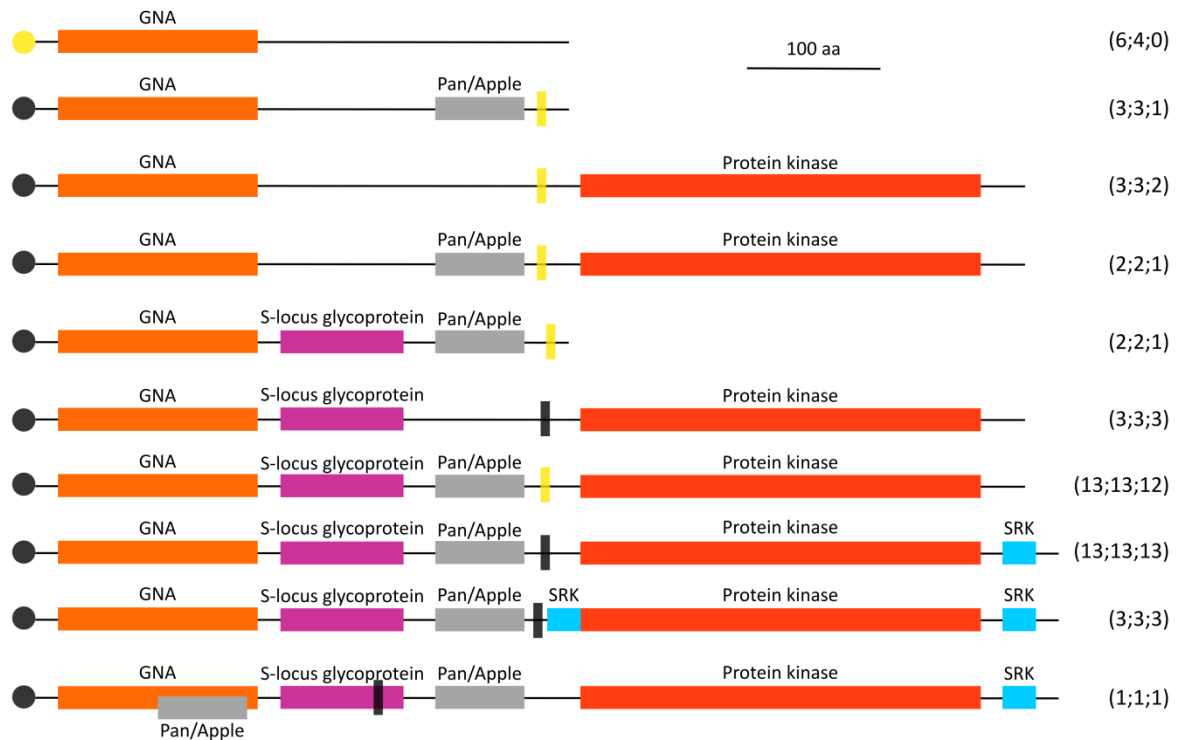 GNA
(6;4;0)
100 aa
GNA
Pan/Apple
(3;3;1)
GNA
Protein kinase
(3;3;2)
GNA
Pan/Apple
Protein kinase
(2;2;1)
GNA
S-locus glycoprotein
Pan/Apple
(2;2;1)
GNA
S-locus glycoprotein
Protein kinase
(3;3;3)
GNA
S-locus glycoprotein
Pan/Apple
Protein kinase
(13;13;12)
GNA
S-locus glycoprotein
Pan/Apple
Protein kinase
SRK
(13;13;13)
GNA
S-locus glycoprotein
Pan/Apple
SRK
Protein kinase
SRK
(3;3;3)
GNA
S-locus glycoprotein
Pan/Apple
Protein kinase
SRK
(1;1;1)
Pan/Apple